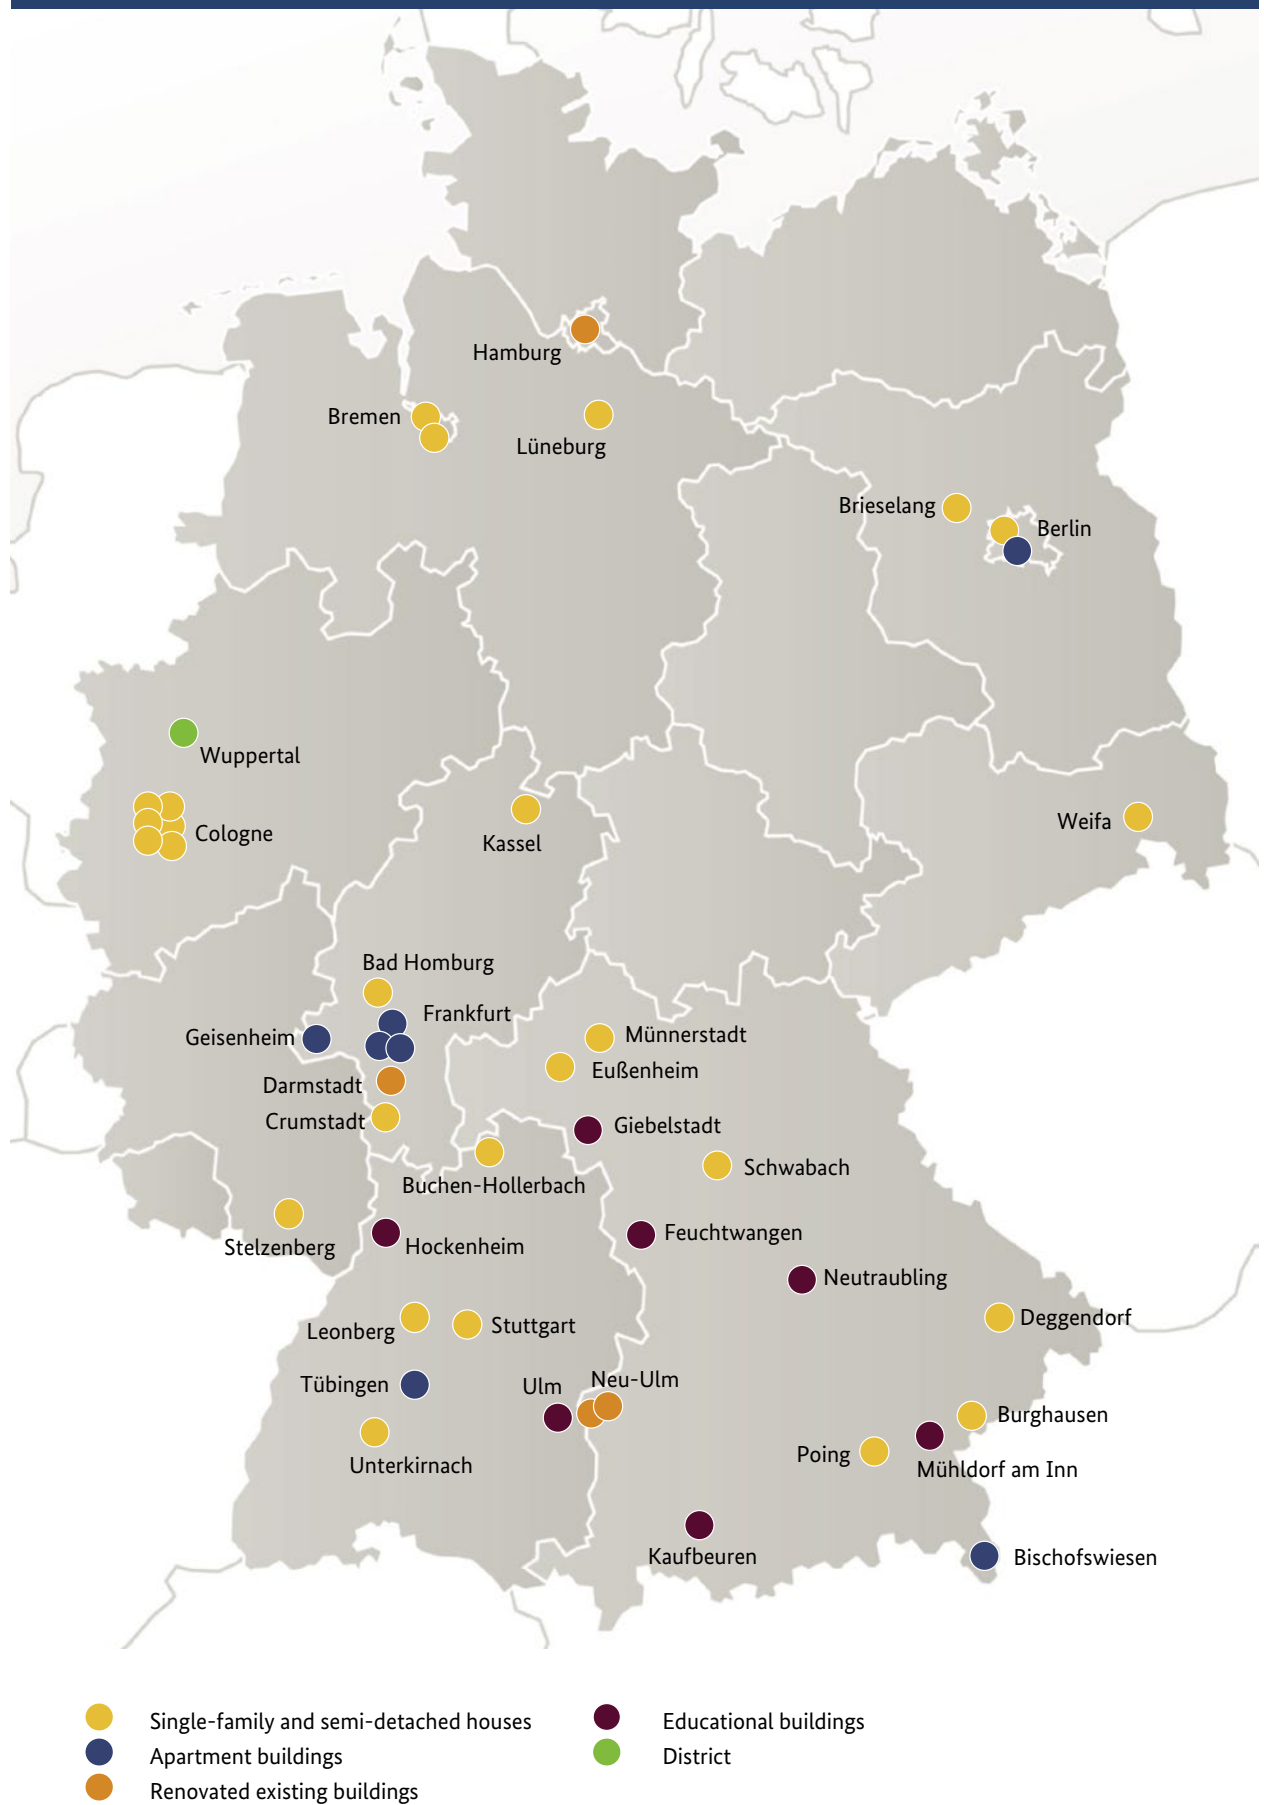 Hamburg
Bremen
Lüneburg
Brieselang
Berlin
Wuppertal
Cologne
Kassel
Weifa
Bad Homburg
Frankfurt
Geisenheim
Münnerstadt
Eußenheim
Darmstadt
Crumstadt
Giebelstadt
Schwabach
Buchen-Hollerbach
Feuchtwangen
Stelzenberg
Hockenheim
Neutraubling
Deggendorf
Leonberg
Stuttgart
Tübingen
Ulm
Neu-Ulm
Burghausen
Poing
Unterkirnach
Mühldorf am Inn
Kaufbeuren
Bischofswiesen
Single-family and semi-detached houses
Apartment buildings
Renovated existing buildings
Educational buildings
District